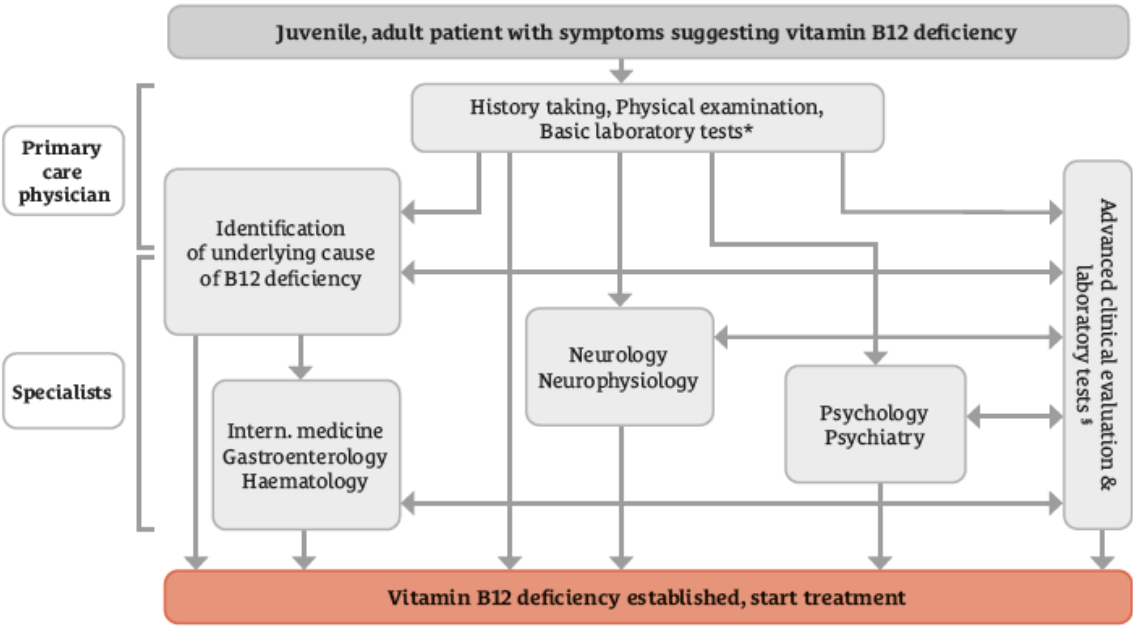 Juvenile, adult patient with symptoms suggesting vitamin B12 deficiency
History taking, Physical examination,
Basic laboratory tests*
Primary
care
physician
Identification
of underlying cause
of B12 deficiency
Advanced clinical evaluation &
laboratory tests §
Neurology
Neurophysiology
Specialists
Psychology
Psychiatry
Intern. medicine
Gastroenterology
Haematology
Vitamin B12 deficiency established, start treatment